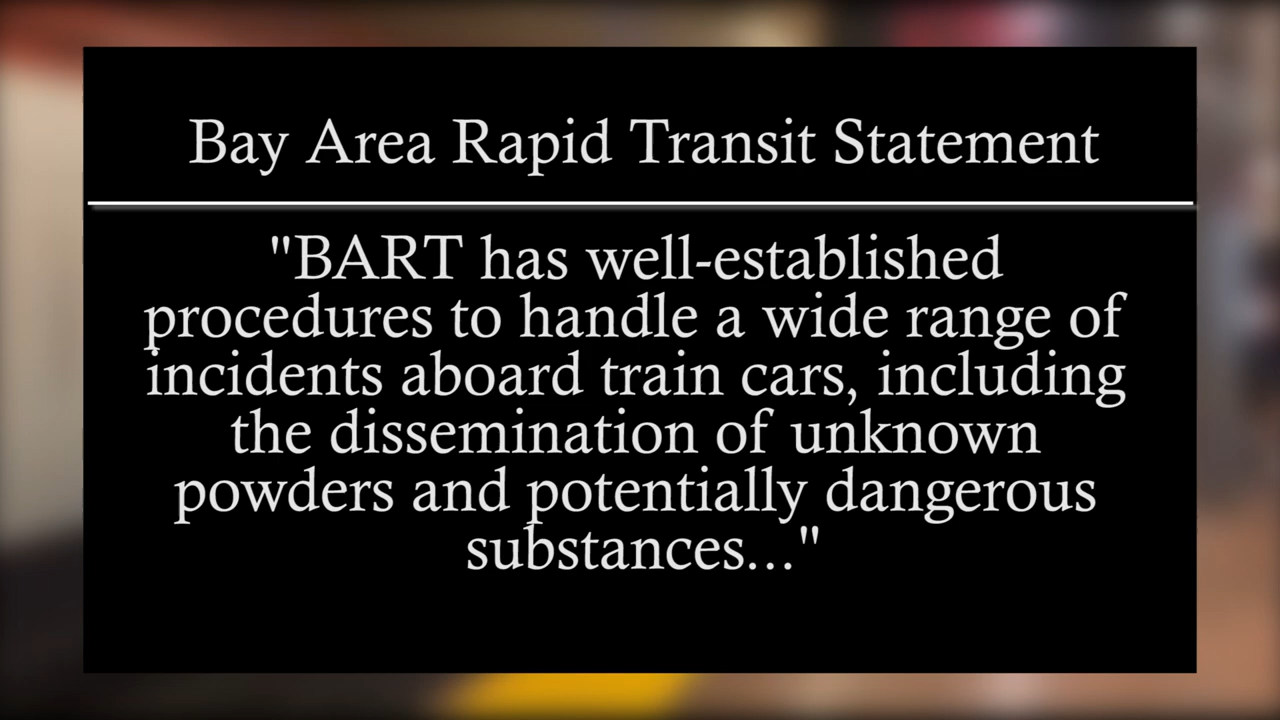 Bay Area Rapid Transit Statement
"BART has well-established
procedures to handle a wide range of
incidents aboard train cars, including
the dissemination of unknown
powders and potentially dangerous
substances..."